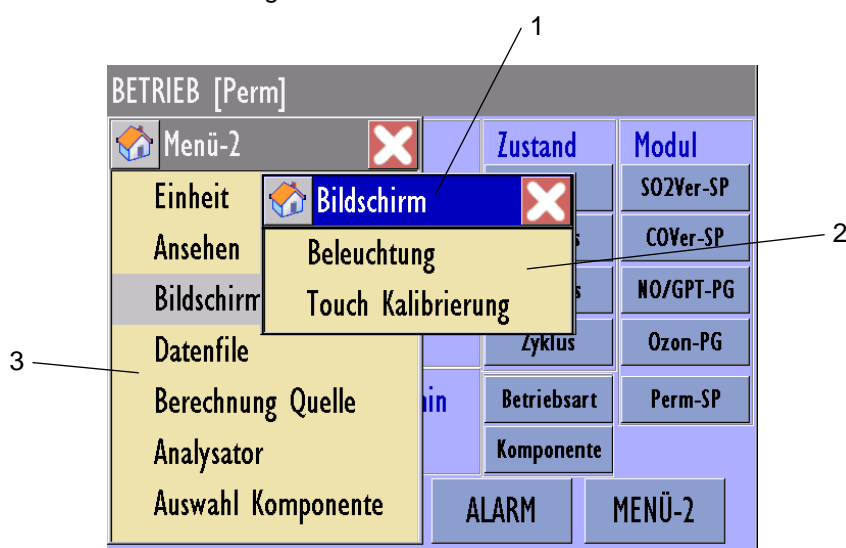 1
BETRIEB [Perm]
Menü-2
Zustand
Modul
Einheit
Bildschirm
SO2Ver-SP
Ansehen
Beleuchtung
COVer-SP
2
Bildschirm
Touch Kalibrierung
NO/GPT-PG
3
Datenfile
Zyklus
Ozon-PG
Berechnung Quelle
Betriebsart
Perm-SP
Analysator
Komponente
Auswahl Komponente
ALARM
MENÜ-2